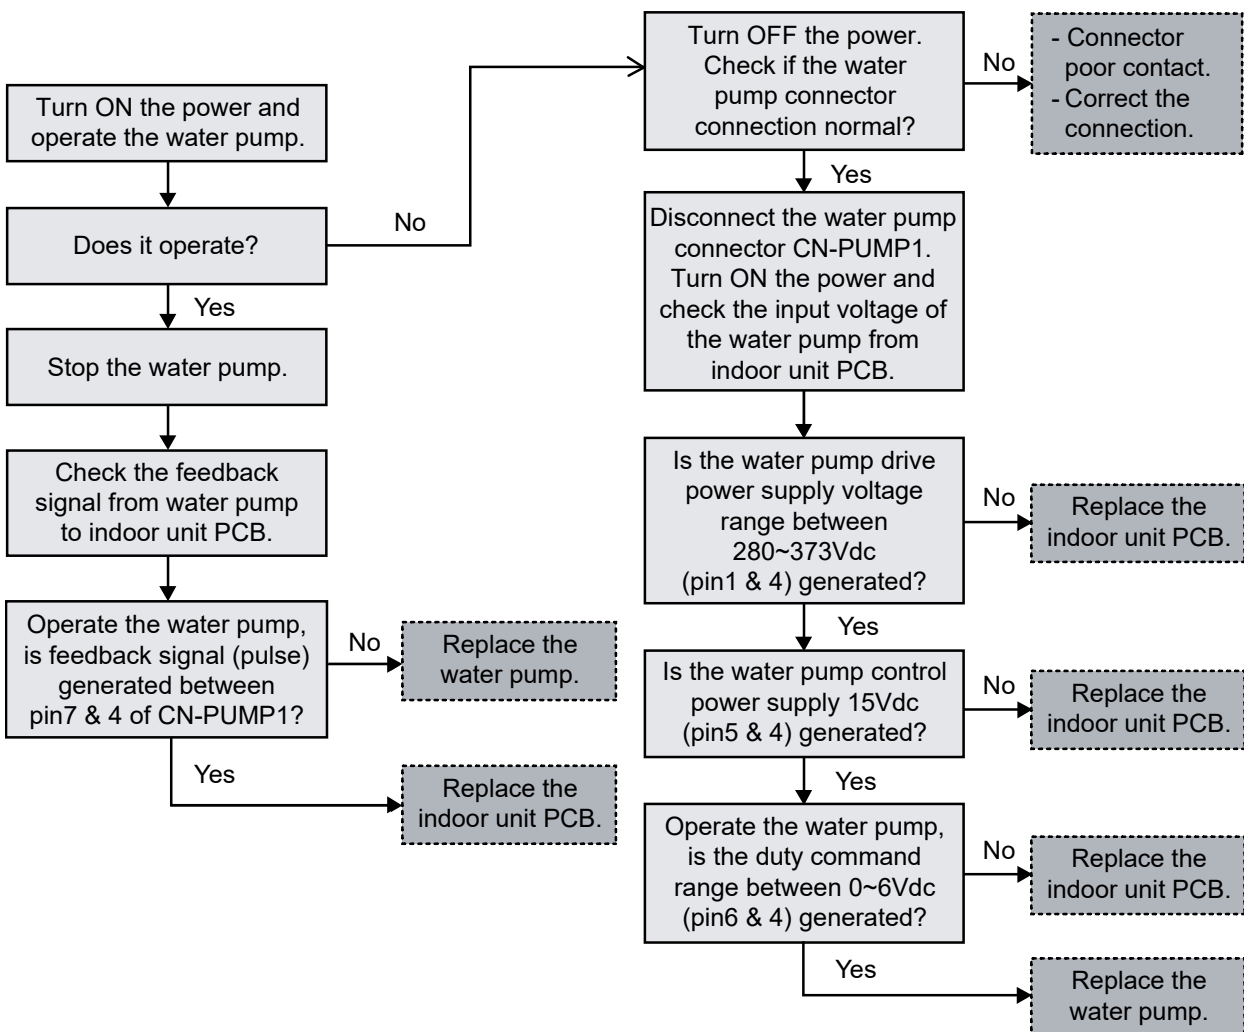 Turn ON the power and
operate the water pump.
Does it operate?
No
Yes
Stop the water pump.
Check the feedback
signal from water pump
to indoor unit PCB.
Operate the water pump,
is feedback signal (pulse)
generated between
pin7 & 4 of CN-PUMP1?
No
Replace the
water pump.
Yes
Replace the
indoor unit PCB.
Turn OFF the power.
Check if the water
pump connector
connection normal?
No
- Connector
poor contact.
- Correct the
connection.
Yes
Disconnect the water pump
connector CN-PUMP1.
Turn ON the power and
check the input voltage of
the water pump from
indoor unit PCB.
Is the water pump drive
power supply voltage
range between
280~373Vdc
(pin1 & 4) generated?
No
Replace the
indoor unit PCB.
Yes
Is the water pump control
power supply 15Vdc
(pin5 & 4) generated?
No
Replace the
indoor unit PCB.
Yes
Operate the water pump,
is the duty command
range between 0~6Vdc
(pin6 & 4) generated?
No
Replace the
indoor unit PCB.
Yes
Replace the
water pump.